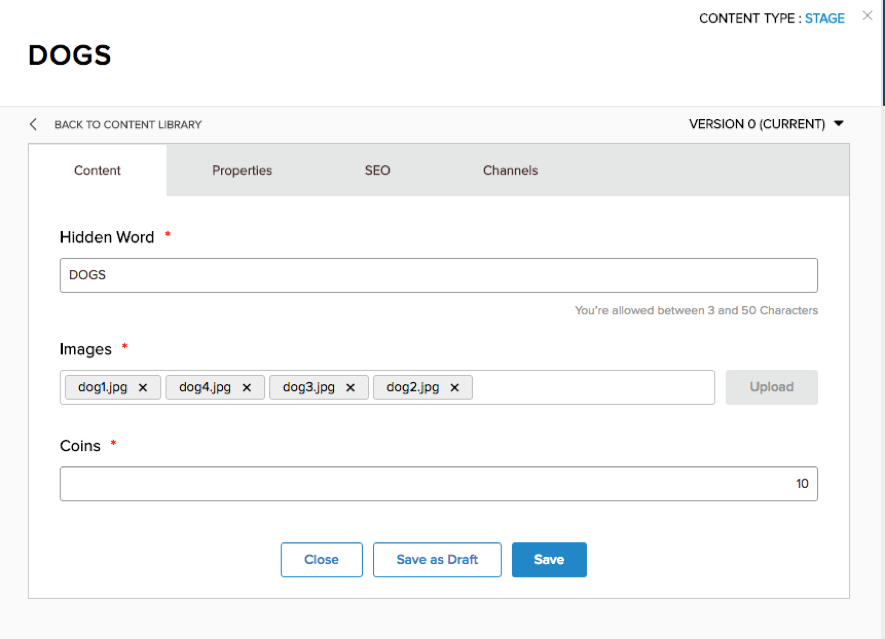 CONTENT TYPE : STAGE
DOGS
BACK TO CONTENT LIBRARY
VERSION 0 (CURRENT)
Content Properties SEO Channels
Hidden Word *
DOGS
You're allowed between 3 and 50 Characters
Images *
dog1.jpg × dog4.jpg × dog3.jpg × dog2.jpg × Upload
Coins *
10
Close Save as Draft Save